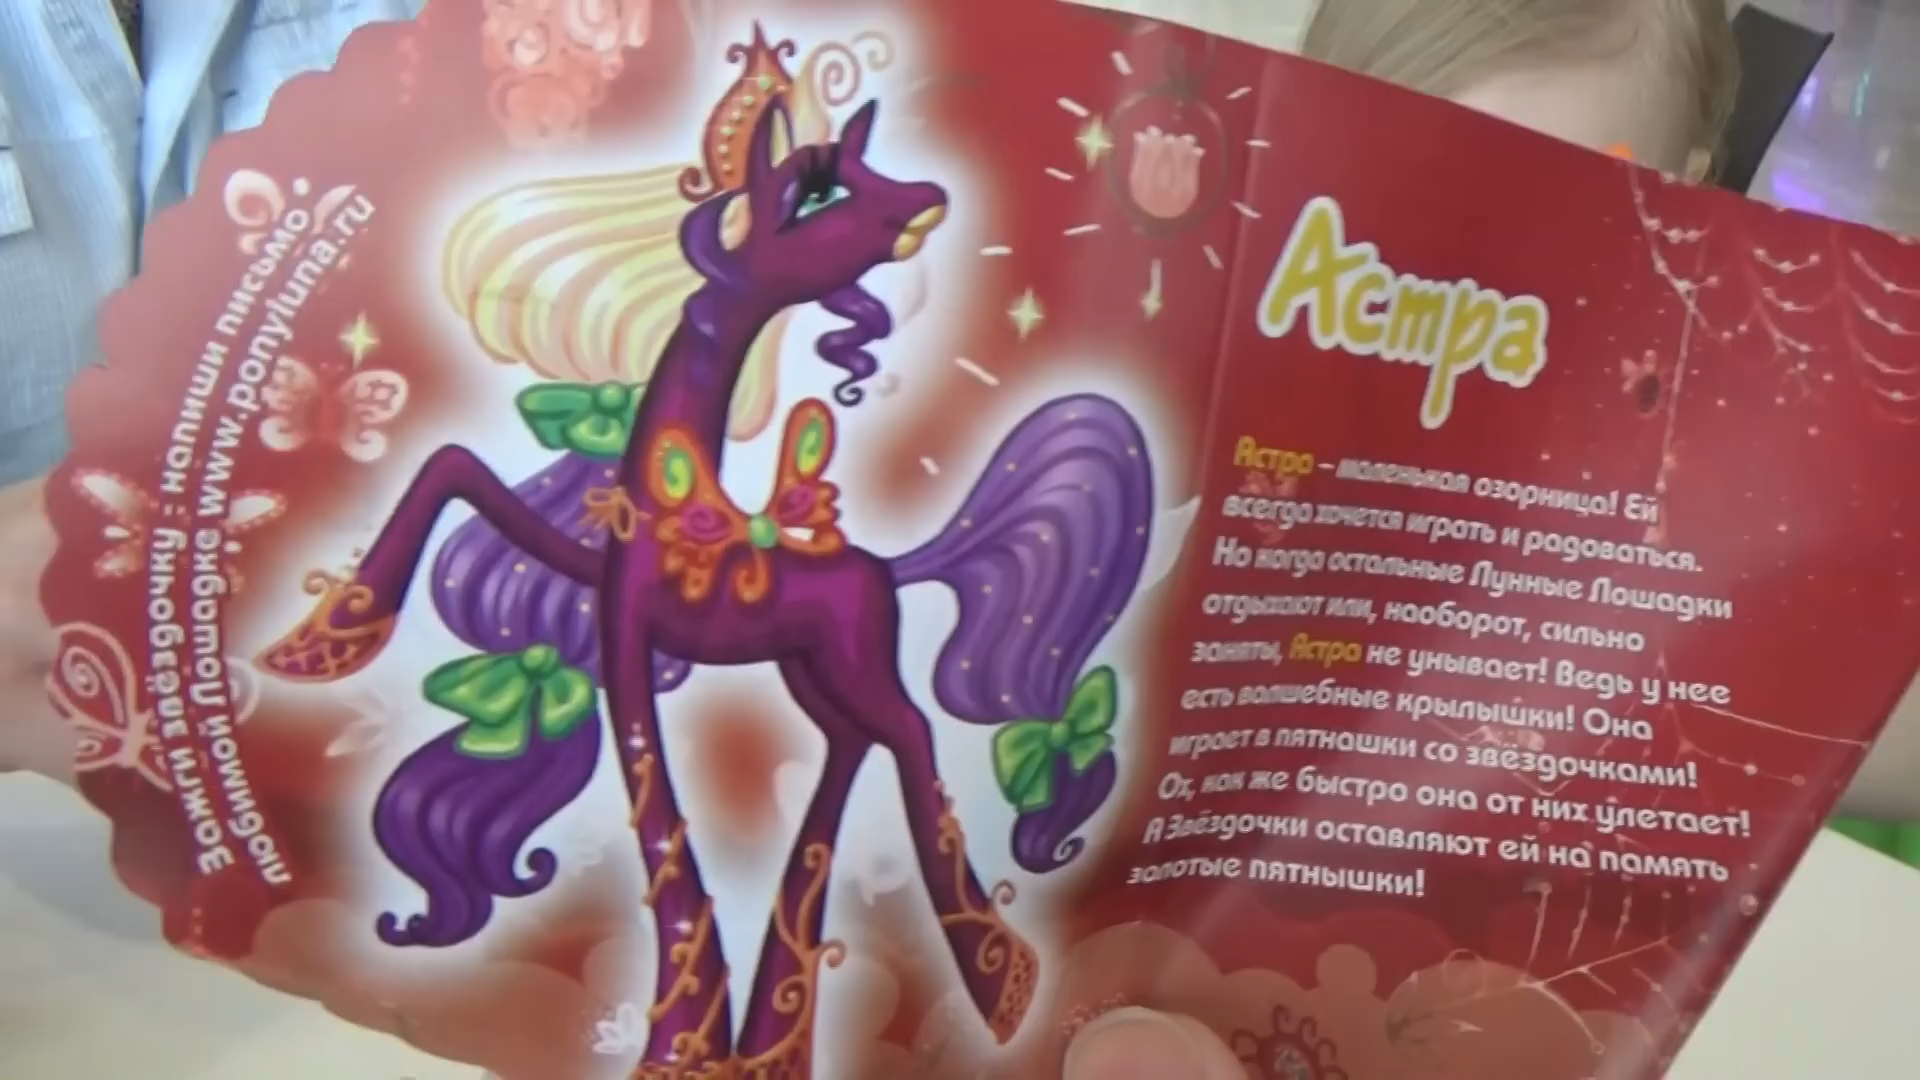 Зажги звёздочку : напиши письмо
любимой Лошадке www.ponyluna.ru
Астра
Астра – маленькая озорница! Ей
всегда хочется играть и радоваться.
Но когда остальные Лунные Лошадки
отдыхают или, наоборот, сильно
заняты, Астра не унывает! Ведь у неё
есть волшебные крылышки! Она
играет в пятнашки со звёздочками!
Ох, как же быстро она от них улетает!
А Звёздочки оставляют ей на память
золотые пятнышки!